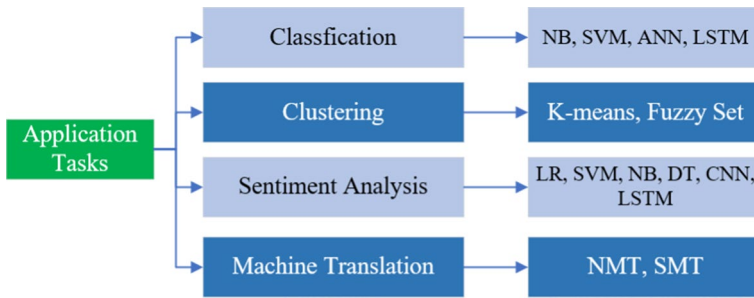 Classfication
NB, SVM, ANN, LSTM
Clustering
K-means, Fuzzy Set
Application
Tasks
Sentiment Analysis
LR, SVM, NB, DT, CNN,
LSTM
Machine Translation
NMT, SMT